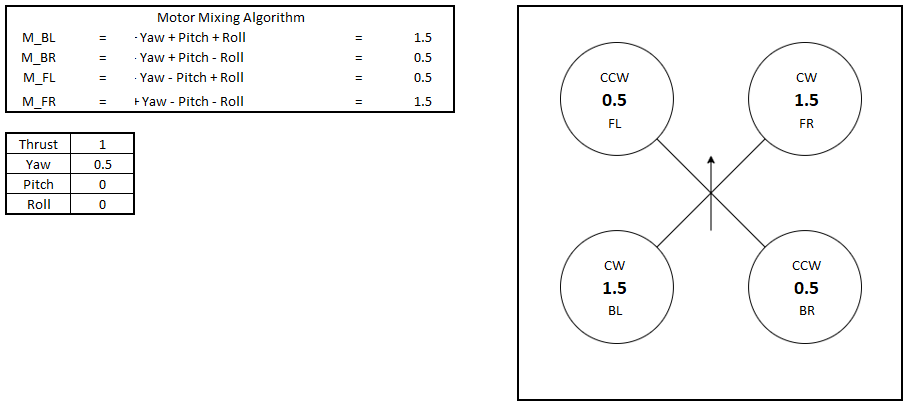 Motor Mixing Algorithm
M_BL = - Yaw + Pitch + Roll = 1.5
M_BR = - Yaw + Pitch - Roll = 0.5
M_FL = - Yaw - Pitch + Roll = 0.5
M_FR = + Yaw - Pitch - Roll = 1.5
Thrust 1
Yaw 0.5
Pitch 0
Roll 0
CCW
0.5
FL
CW
1.5
FR
CW
1.5
BL
CCW
0.5
BR